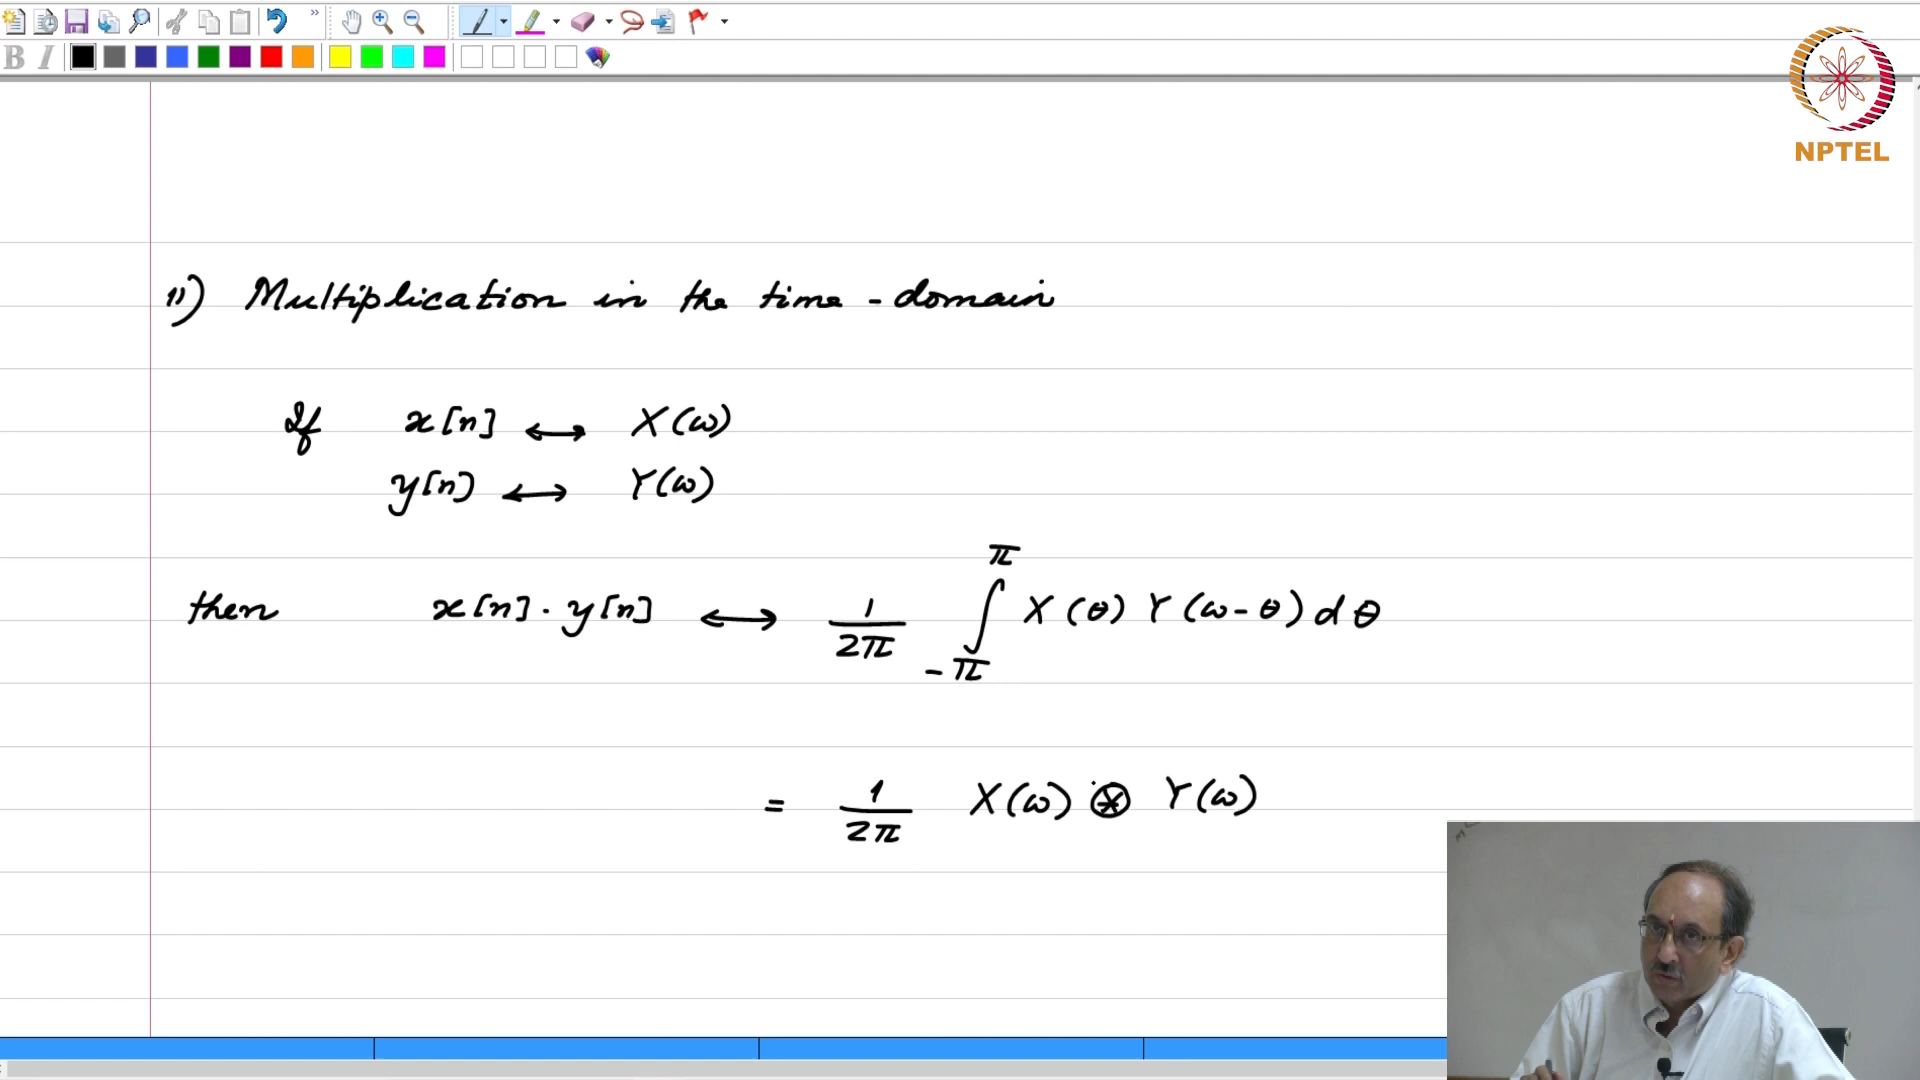 NPTEL
11) Multiplication in the time-domain
If x[n] ↔ X(ω)
y[n] ↔ Y(ω)
then x[n] · y[n] ↔ 1/2π ∫_{-π}^{π} X(θ) Y(ω-θ) dθ
= 1/2π X(ω) ⊛ Y(ω)